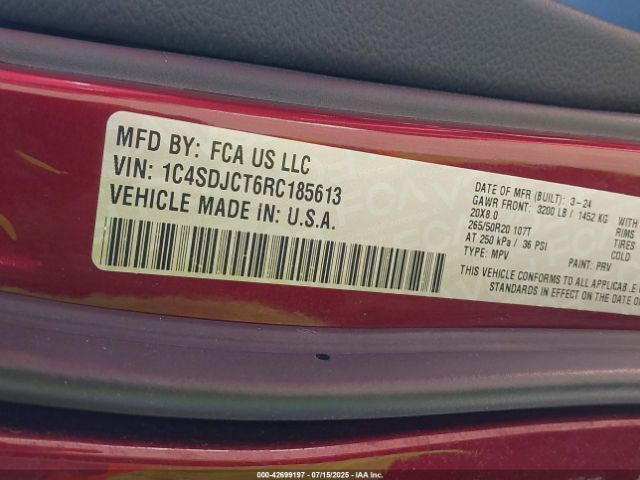 MFD BY: FCA US LLC
VIN: 1C4SDJCT6RC185613
VEHICLE MADE IN: U.S.A.
DATE OF MFR (BUILT): 3-24
GAWR FRONT: 3200 LB / 1452 KG WITH
20X8.0 RIMS
265/50R20 107T TIRES
AT 250 kPa / 36 PSI COLD
TYPE: MPV PAINT: PRV
THIS VEHICLE CONFORMS TO ALL APPLICABLE
STANDARDS IN EFFECT ON THE DATE OF
000-42699197 - 07/15/2025 - IAAI.COM